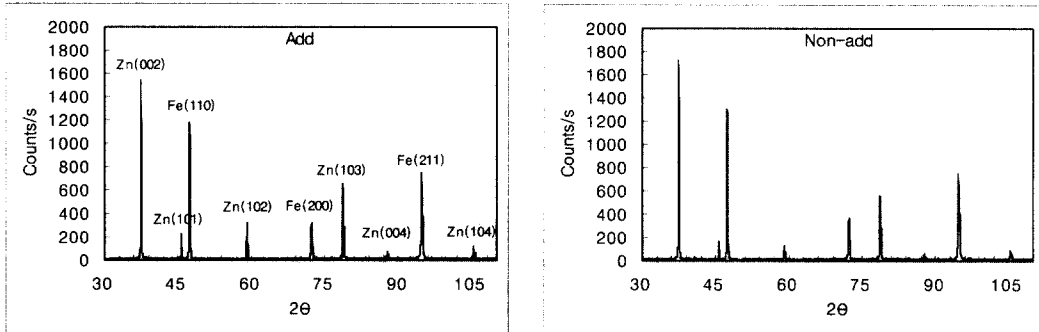 Add
2000
1800
1600
1400
1200
1000
800
600
400
200
0
Counts/s
Zn(002)
Fe(110)
Zn(101)
Zn(102)
Fe(200)
Zn(103)
Zn(004)
Fe(211)
Zn(104)
30 45 60 75 90 105
2θ
Non-add
2000
1800
1600
1400
1200
1000
800
600
400
200
0
Counts/s
30 45 60 75 90 105
2θ